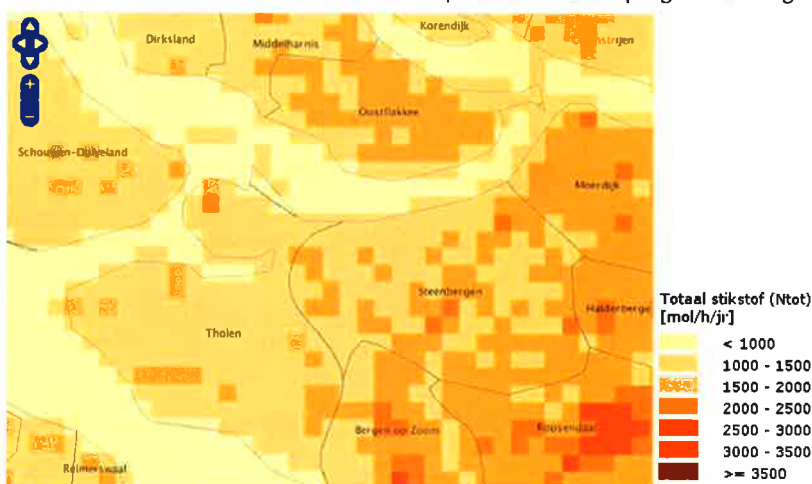 Korendijk
Dirksland
Middelharnis
Oostflakkee
Schouwen-Duiveland
Moerdijk
Steenbergen
Halderberge
Tholen
Bergen op Zoom
Roosendaal
Reimerswaal
Totaal stikstof (Ntot)
[mol/h/jr]
< 1000
1000 - 1500
1500 - 2000
2000 - 2500
2500 - 3000
3000 - 3500
>= 3500